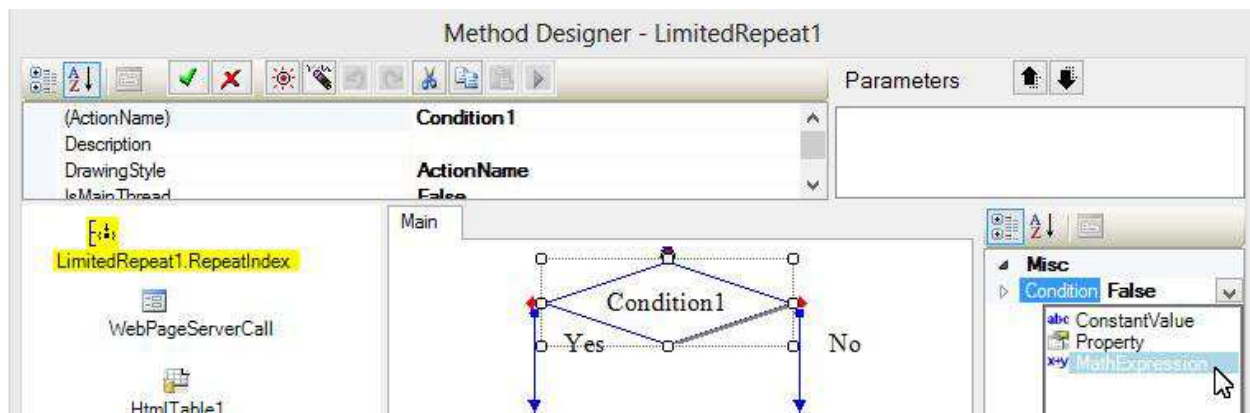 Method Designer - LimitedRepeat1
Parameters
(ActionName) Condition1
Description
DrawingStyle ActionName
IsMainThread False
LimitedRepeat1.RepeatIndex
WebPageServerCall
HtmlTable1
Main
Condition1
Yes
No
Misc
Condition False
abc ConstantValue
Property
x+y MathExpression